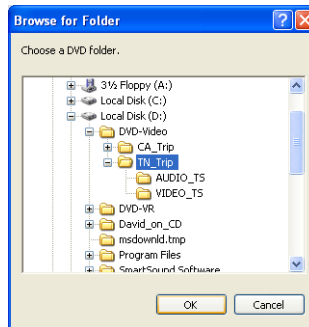 Browse for Folder
Choose a DVD folder.
3½ Floppy (A:)
Local Disk (C:)
Local Disk (D:)
DVD-Video
CA_Trip
TN_Trip
AUDIO_TS
VIDEO_TS
DVD-VR
David_on_CD
msdownld.tmp
Program Files
SmartSound Software
OK Cancel